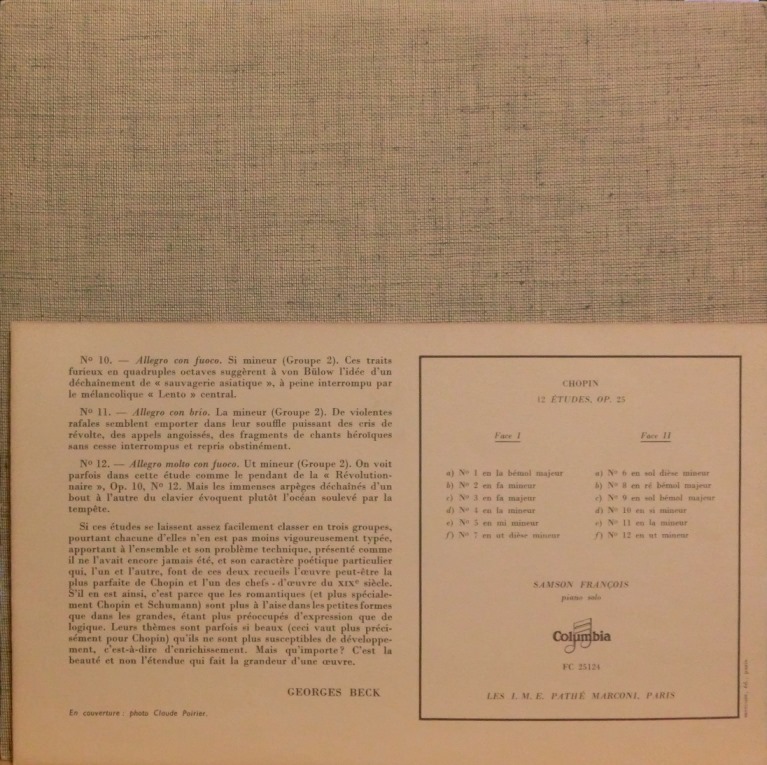 Nº 10. — Allegro con fuoco. Si mineur (Groupe 2). Ces traits
furieux en quadruples octaves suggèrent à von Bülow l'idée d'un
déchaînement de « sauvagerie asiatique », à peine interrompu par
le mélancolique « Lento » central.
Nº 11. — Allegro con brio. La mineur (Groupe 2). De violentes
rafales semblent emporter dans leur souffle puissant des cris de
révolte, des appels angoissés, des fragments de chants héroïques
sans cesse interrompus et repris obstinément.
Nº 12. — Allegro molto con fuoco. Ut mineur (Groupe 2). On voit
parfois dans cette étude comme le pendant de la « Révolution-
naire », Op. 10, Nº 12. Mais les immenses arpèges déchaînés d'un
bout à l'autre du clavier évoquent plutôt l'océan soulevé par la
tempête.
Si ces études se laissent assez facilement classer en trois groupes,
pourtant chacune d'elles n'en est pas moins vigoureusement typée,
apportant à l'ensemble et son problème technique, présenté comme
il ne l'avait encore jamais été, et son caractère poétique particulier
qui, l'un et l'autre, font de ces deux recueils l'œuvre peut-être la
plus parfaite de Chopin et l'un des chefs-d'œuvre du XIXe siècle.
S'il en est ainsi, c'est parce que les romantiques (et plus spéciale-
ment Chopin et Schumann) sont plus à l'aise dans les petites formes
que dans les grandes, étant plus préoccupés d'expression que de
logique. Leurs thèmes sont parfois si beaux (ceci vaut plus préci-
sément pour Chopin) qu'ils ne sont plus susceptibles de développe-
ment, c'est-à-dire d'enrichissement. Mais qu'importe ? C'est la
beauté et non l'étendue qui fait la grandeur d'une œuvre.
GEORGES BECK
En couverture : photo Claude Poirier.
CHOPIN
12 ÉTUDES, OP. 25
Face I
a) Nº 1 en la bémol majeur
b) Nº 2 en fa mineur
c) Nº 3 en fa majeur
d) Nº 4 en la mineur
e) Nº 5 en mi mineur
f) Nº 7 en ut dièse mineur
Face II
a) Nº 6 en sol dièse mineur
b) Nº 8 en ré bémol majeur
c) Nº 9 en sol bémol majeur
d) Nº 10 en si mineur
e) Nº 11 en la mineur
f) Nº 12 en ut mineur
SAMSON FRANÇOIS
piano solo
Columbia
FC 25124
LES I. M. E. PATHÉ MARCONI, PARIS